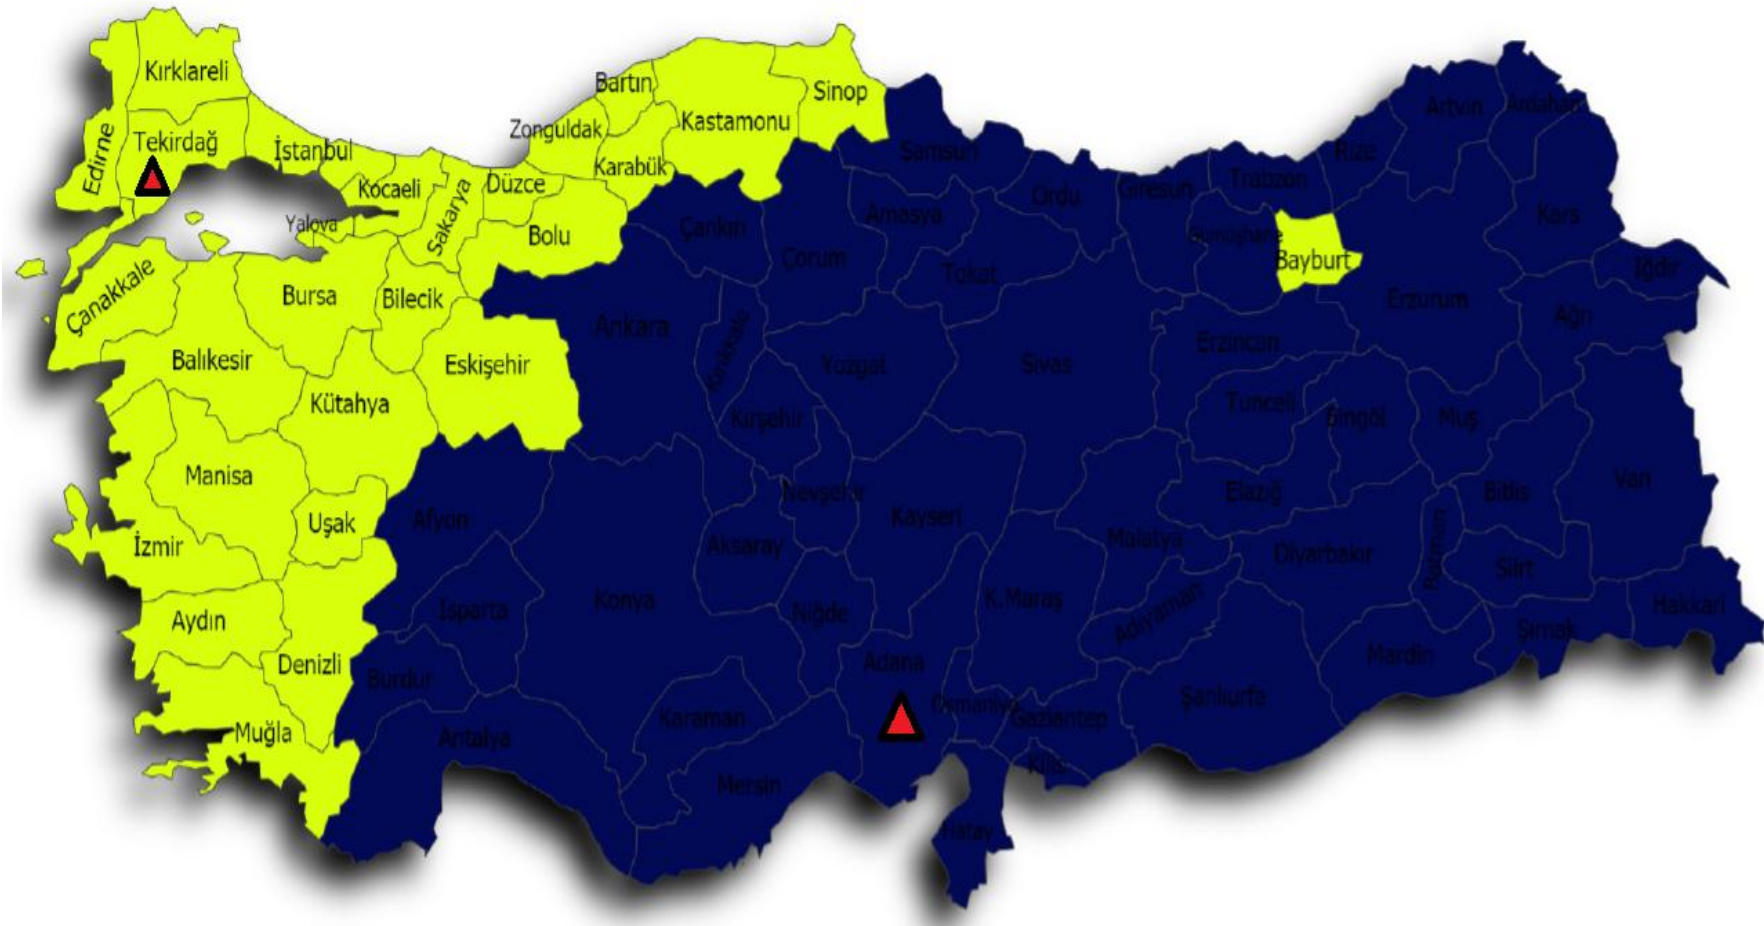 Kırklareli
Bartın
Sinop
Artvin
Ardahan
Kastamonu
Zonguldak
Tekirdağ
İstanbul
Edirne
Karabük
Samsun
Rize
Kocaeli
Düzce
Sakarya
Trabzon
Giresun
Ordu
Amasya
Kars
Yalova
Bolu
Çankırı
Gümüşhane
Bayburt
Çorum
Tokat
Iğdır
Çanakkale
Bursa
Bilecik
Erzurum
Ağrı
Ankara
Erzincan
Kırıkkale
Balıkesir
Eskişehir
Yozgat
Sivas
Kütahya
Tunceli
Kırşehir
Bingöl
Muş
Manisa
Van
Nevşehir
Elazığ
Bitlis
Uşak
Afyon
Kayseri
İzmir
Aksaray
Malatya
Diyarbakır
Batman
Siirt
Isparta
Konya
Niğde
K.Maraş
Adıyaman
Hakkari
Aydın
Şırnak
Denizli
Adana
Mardin
Burdur
Şanlıurfa
Osmaniye
Gaziantep
Karaman
Muğla
Antalya
Kilis
Mersin
Hatay